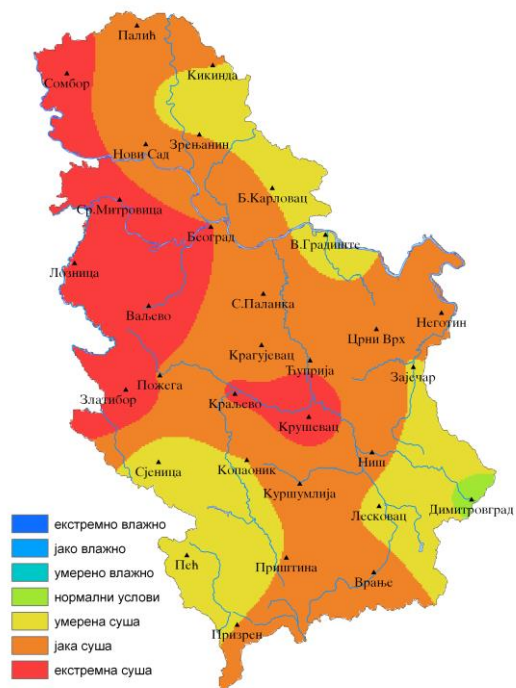 Палић
Сомбор
Кикинда
Зрењанин
Нови Сад
Б.Карловац
Ср.Митровица
Београд
В.Градиште
Лозница
С.Паланка
Ваљево
Неготин
Црни Врх
Крагујевац
Ћуприја
Зајечар
Пожега
Златибор
Краљево
Крушевац
Ниш
Сјеница
Копаоник
Куршумлија
Димитровград
Лесковац
Пећ
Приштина
Врање
Призрен
екстремно влажно
јако влажно
умерено влажно
нормални услови
умерена суша
јака суша
екстремна суша